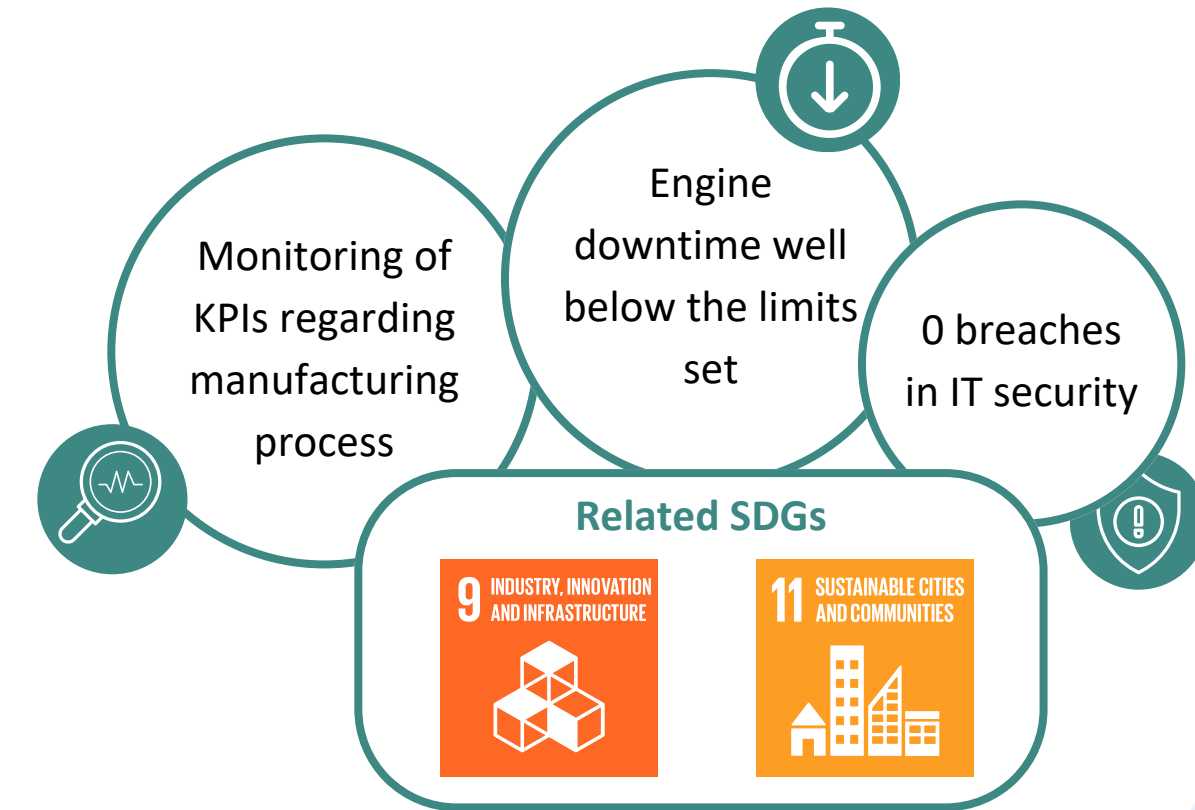 Monitoring of
KPIs regarding
manufacturing
process
Engine
downtime well
below the limits
set
0 breaches
in IT security
Related SDGs
9 INDUSTRY, INNOVATION
AND INFRASTRUCTURE
11 SUSTAINABLE CITIES
AND COMMUNITIES